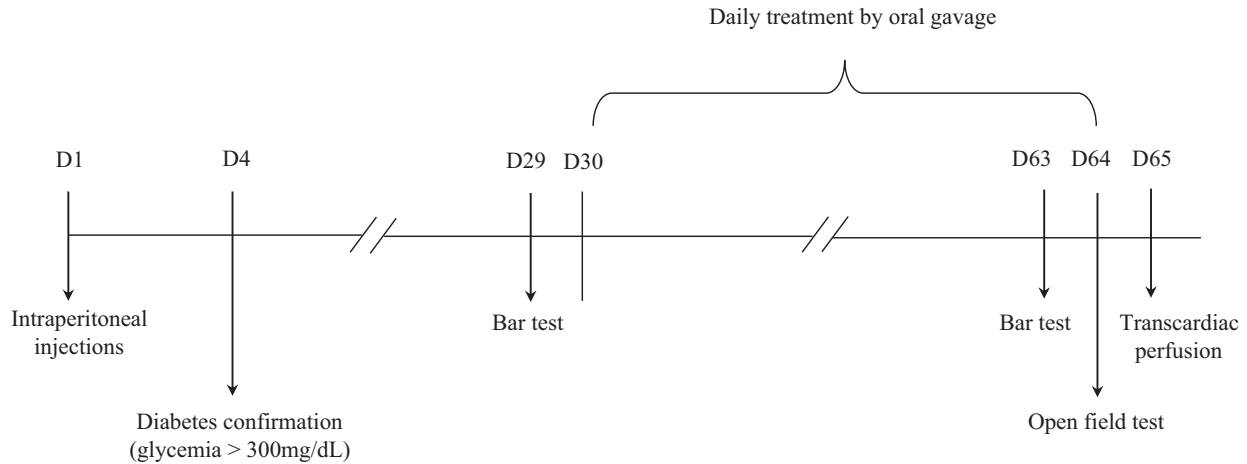 Daily treatment by oral gavage
D1
D4
D29
D30
D63
D64
D65
Intraperitoneal
injections
Bar test
Bar test
Transcardiac
perfusion
Diabetes confirmation
(glycemia > 300mg/dL)
Open field test